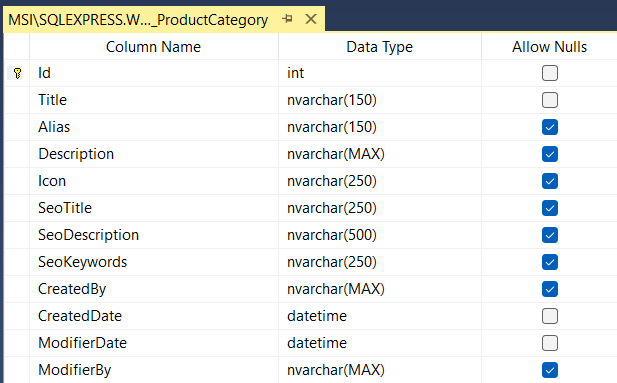 MSI\SQLEXPRESS.W..._ProductCategory
Column Name Data Type Allow Nulls
Id int
Title nvarchar(150)
Alias nvarchar(150)
Description nvarchar(MAX)
Icon nvarchar(250)
SeoTitle nvarchar(250)
SeoDescription nvarchar(500)
SeoKeywords nvarchar(250)
CreatedBy nvarchar(MAX)
CreatedDate datetime
ModifierDate datetime
ModifierBy nvarchar(MAX)